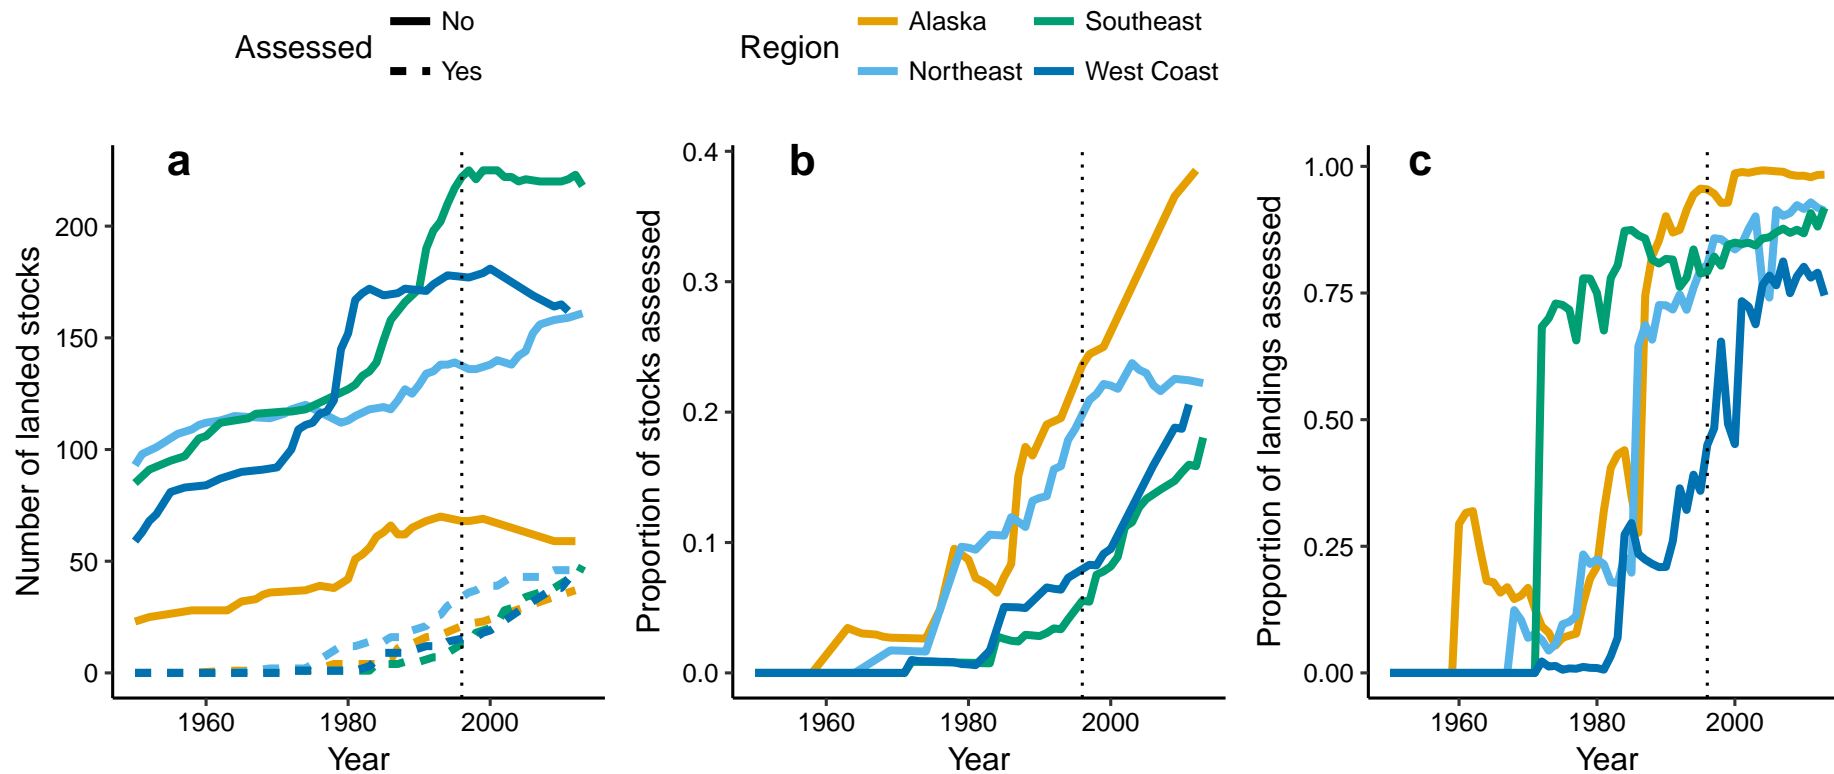 Assessed
No
Yes
Region
Alaska
Northeast
Southeast
West Coast
a
Number of landed stocks
200
150
100
50
0
1960
1980
2000
Year
b
Proportion of stocks assessed
0.4
0.3
0.2
0.1
0.0
1960
1980
2000
Year
c
Proportion of landings assessed
1.00
0.75
0.50
0.25
0.00
1960
1980
2000
Year